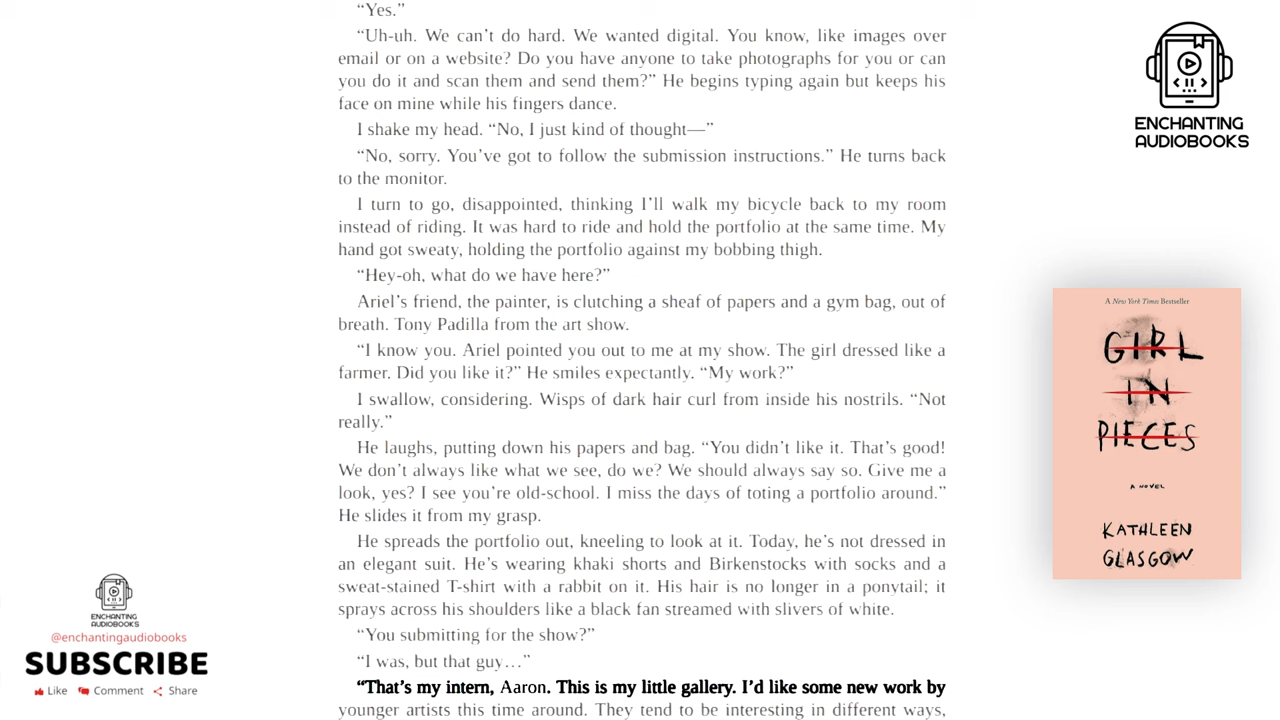 “Yes.”
“Uh-uh. We can’t do hard. We wanted digital. You know, like images over
email or on a website? Do you have anyone to take photographs for you or can
you do it and scan them and send them?” He begins typing again but keeps his
face on mine while his fingers dance.
I shake my head. “No, I just kind of thought—”
“No, sorry. You’ve got to follow the submission instructions.” He turns back
to the monitor.
I turn to go, disappointed, thinking I’ll walk my bicycle back to my room
instead of riding. It was hard to ride and hold the portfolio at the same time. My
hand got sweaty, holding the portfolio against my bobbing thigh.
“Hey-oh, what do we have here?”
Ariel’s friend, the painter, is clutching a sheaf of papers and a gym bag, out of
breath. Tony Padilla from the art show.
“I know you. Ariel pointed you out to me at my show. The girl dressed like a
farmer. Did you like it?” He smiles expectantly. “My work?”
I swallow, considering. Wisps of dark hair curl from inside his nostrils. “Not
really.”
He laughs, putting down his papers and bag. “You didn’t like it. That’s good!
We don’t always like what we see, do we? We should always say so. Give me a
look, yes? I see you’re old-school. I miss the days of toting a portfolio around.”
He slides it from my grasp.
He spreads the portfolio out, kneeling to look at it. Today, he’s not dressed in
an elegant suit. He’s wearing khaki shorts and Birkenstocks with socks and a
sweat-stained T-shirt with a rabbit on it. His hair is no longer in a ponytail; it
sprays across his shoulders like a black fan streamed with slivers of white.
“You submitting for the show?”
“I was, but that guy…”
“That’s my intern, Aaron. This is my little gallery. I’d like some new work by
younger artists this time around. They tend to be interesting in different ways,
ENCHANTING
AUDIOBOOKS
A New York Times Bestseller
GIRL
IN
PIECES
A NOVEL
KATHLEEN
GLASGOW
ENCHANTING
AUDIOBOOKS
@enchantingaudiobooks
SUBSCRIBE
Like Comment Share